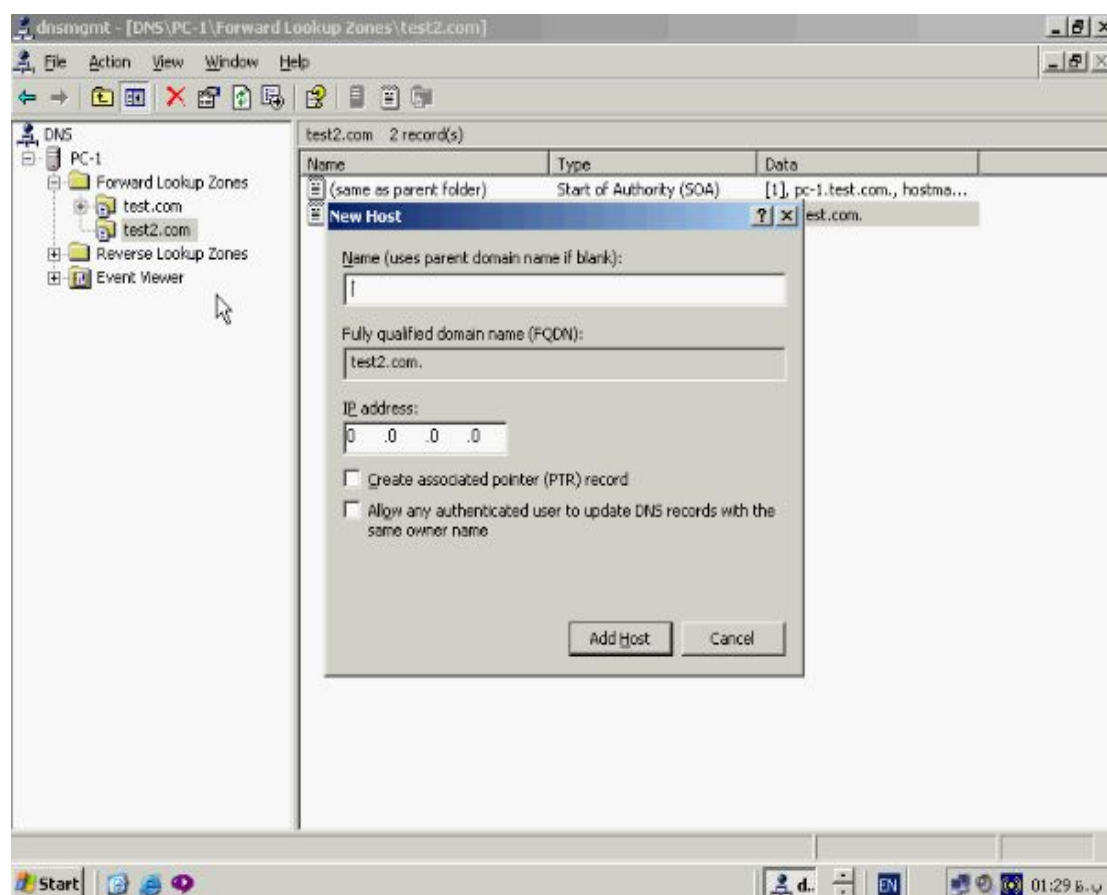 dnsmgmt - [DNS\PC-1\Forward Lookup Zones\test2.com]
File Action View Window Help
DNS
PC-1
Forward Lookup Zones
test.com
test2.com
Reverse Lookup Zones
Event Viewer
test2.com 2 record(s)
Name Type Data
(same as parent folder) Start of Authority (SOA) [1], pc-1.test.com., hostma...
est.com.
New Host
Name (uses parent domain name if blank):
Fully qualified domain name (FQDN):
test2.com.
IP address:
0 .0 .0 .0
Create associated pointer (PTR) record
Allow any authenticated user to update DNS records with the
same owner name
Add Host Cancel
Start d.. EN 01:29 ب.ظ